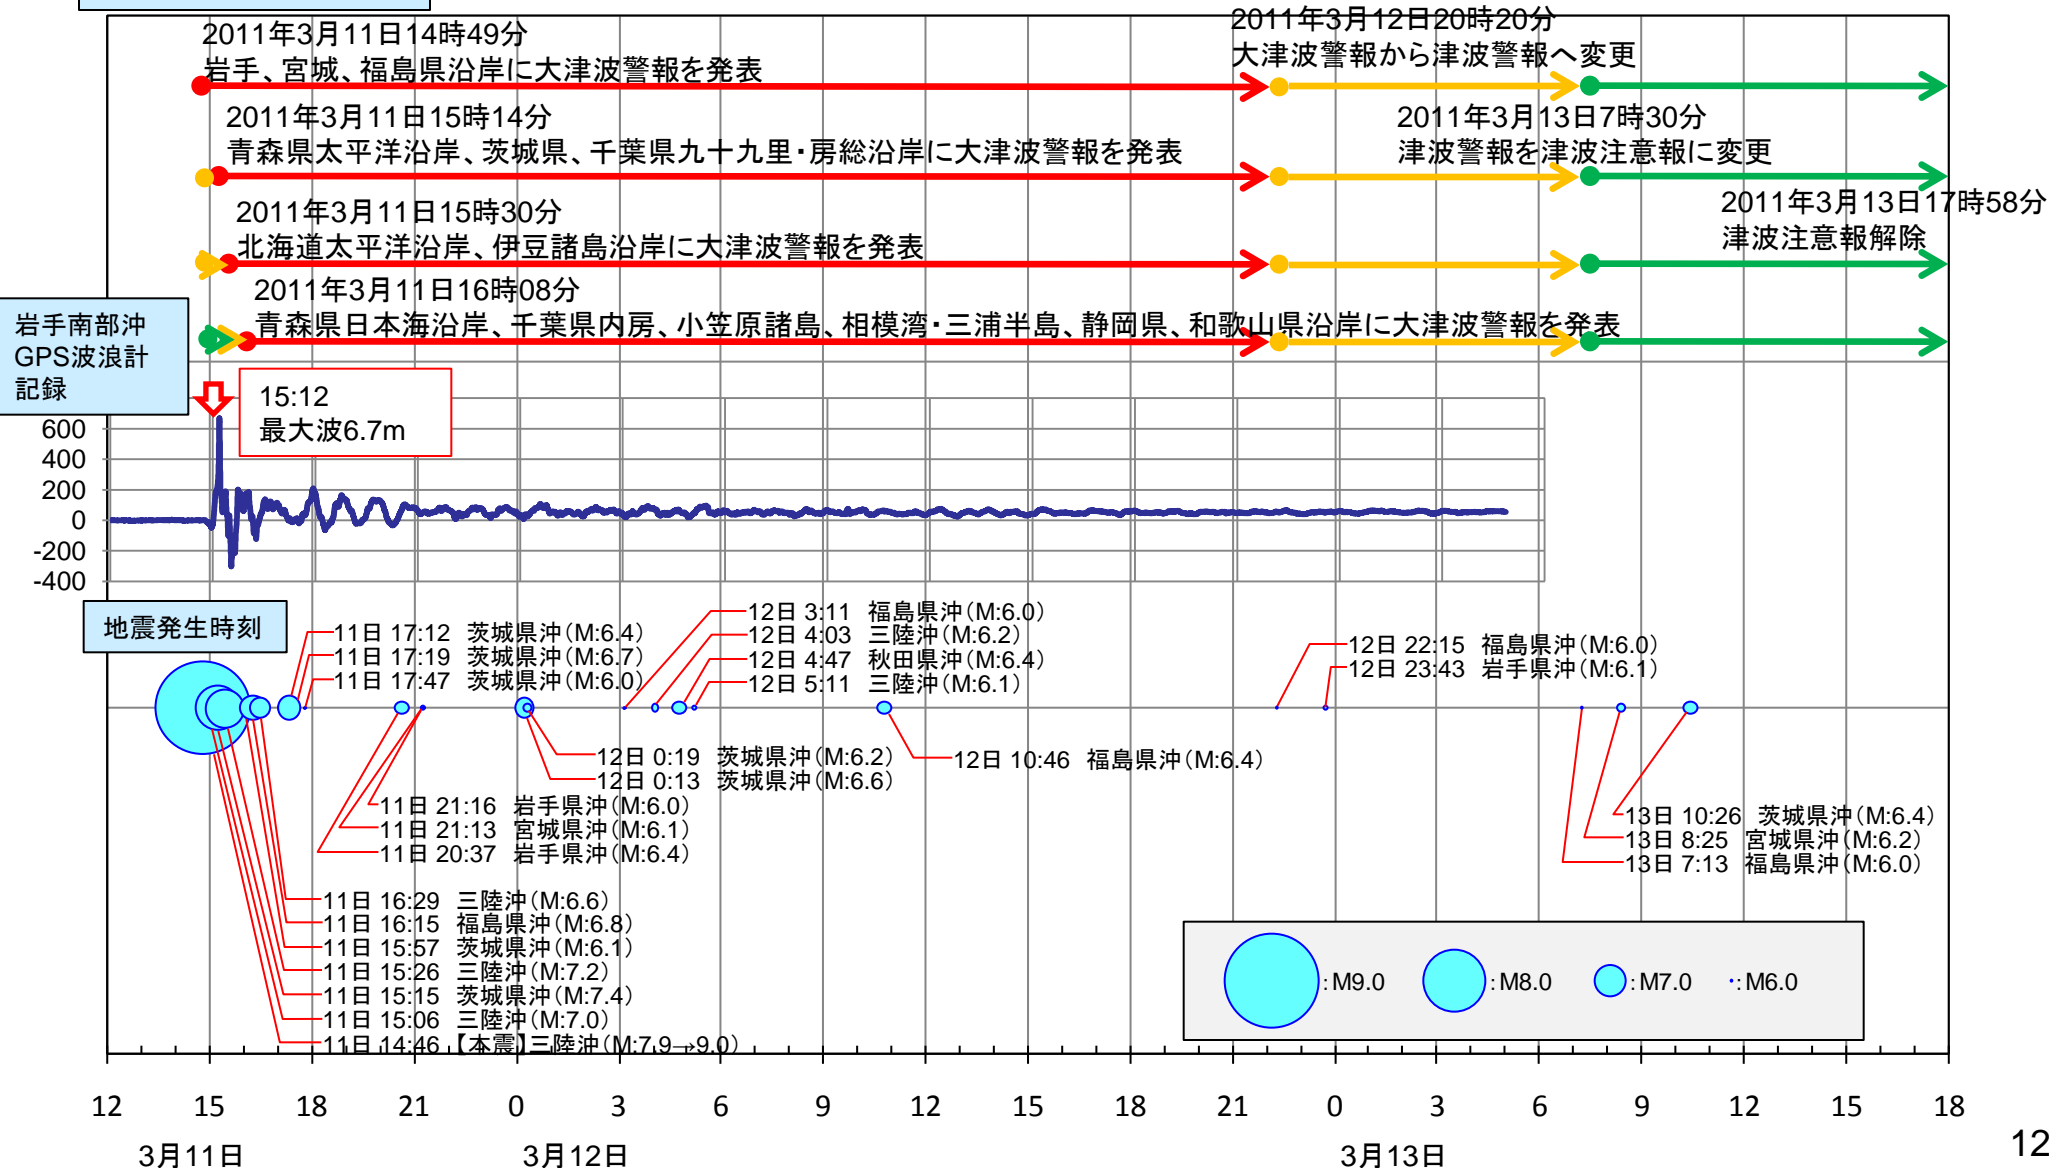 2011年3月11日14時49分
岩手、宮城、福島県沿岸に大津波警報を発表
2011年3月12日20時20分
大津波警報から津波警報へ変更
2011年3月11日15時14分
青森県太平洋沿岸、茨城県、千葉県九十九里・房総沿岸に大津波警報を発表
2011年3月13日7時30分
津波警報を津波注意報に変更
2011年3月11日15時30分
北海道太平洋沿岸、伊豆諸島沿岸に大津波警報を発表
2011年3月13日17時58分
津波注意報解除
2011年3月11日16時08分
青森県日本海沿岸、千葉県内房、小笠原諸島、相模湾・三浦半島、静岡県、和歌山県沿岸に大津波警報を発表
岩手南部沖
GPS波浪計
記録
15:12
最大波6.7m
600
400
200
0
-200
-400
地震発生時刻
11日 17:12 茨城県沖(M:6.4)
11日 17:19 茨城県沖(M:6.7)
11日 17:47 茨城県沖(M:6.0)
12日 3:11 福島県沖(M:6.0)
12日 4:03 三陸沖(M:6.2)
12日 4:47 秋田県沖(M:6.4)
12日 5:11 三陸沖(M:6.1)
12日 22:15 福島県沖(M:6.0)
12日 23:43 岩手県沖(M:6.1)
12日 0:19 茨城県沖(M:6.2)
12日 0:13 茨城県沖(M:6.6)
12日 10:46 福島県沖(M:6.4)
11日 21:16 岩手県沖(M:6.0)
11日 21:13 宮城県沖(M:6.1)
11日 20:37 岩手県沖(M:6.4)
13日 10:26 茨城県沖(M:6.4)
13日 8:25 宮城県沖(M:6.2)
13日 7:13 福島県沖(M:6.0)
11日 16:29 三陸沖(M:6.6)
11日 16:15 福島県沖(M:6.8)
11日 15:57 茨城県沖(M:6.1)
11日 15:26 三陸沖(M:7.2)
11日 15:15 茨城県沖(M:7.4)
11日 15:06 三陸沖(M:7.0)
11日 14:46 【本震】三陸沖(M:7.9→9.0)
:M9.0 :M8.0 :M7.0 :M6.0
12 15 18 21 0 3 6 9 12 15 18 21 0 3 6 9 12 15 18
3月11日 3月12日 3月13日
12